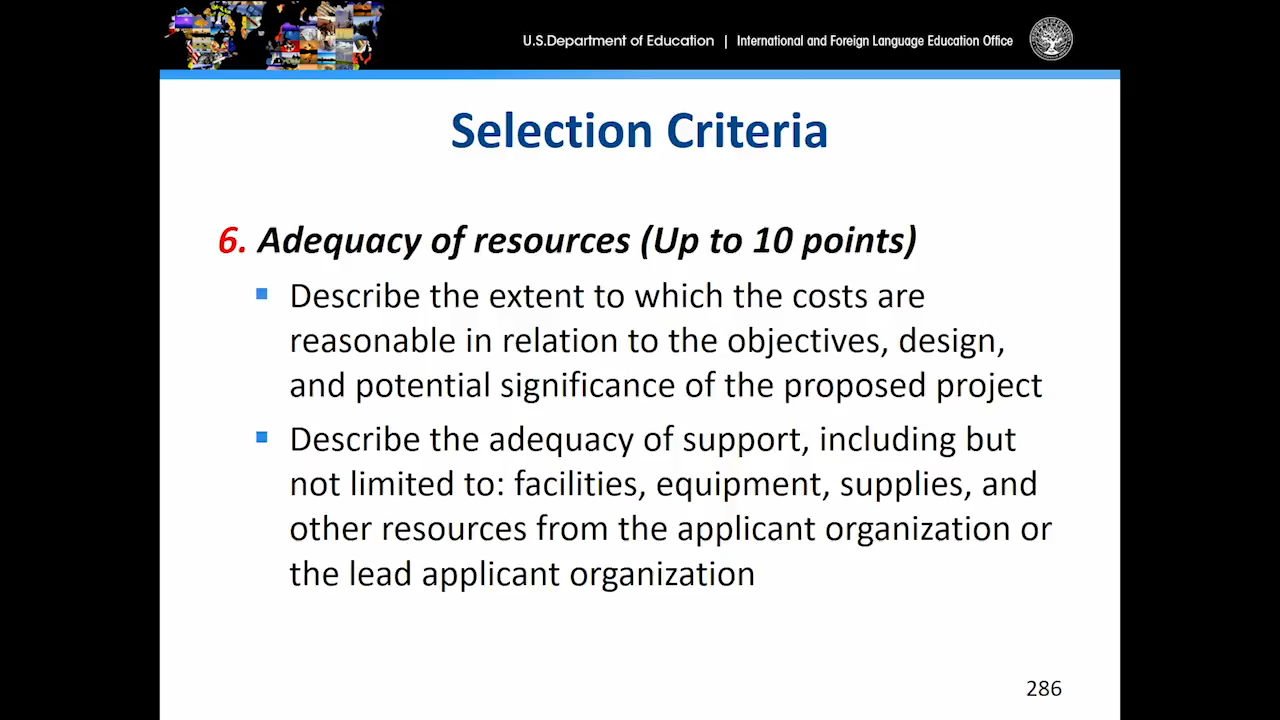 U.S.Department of Education | International and Foreign Language Education Office
Selection Criteria
6. Adequacy of resources (Up to 10 points)
Describe the extent to which the costs are
reasonable in relation to the objectives, design,
and potential significance of the proposed project
Describe the adequacy of support, including but
not limited to: facilities, equipment, supplies, and
other resources from the applicant organization or
the lead applicant organization
286